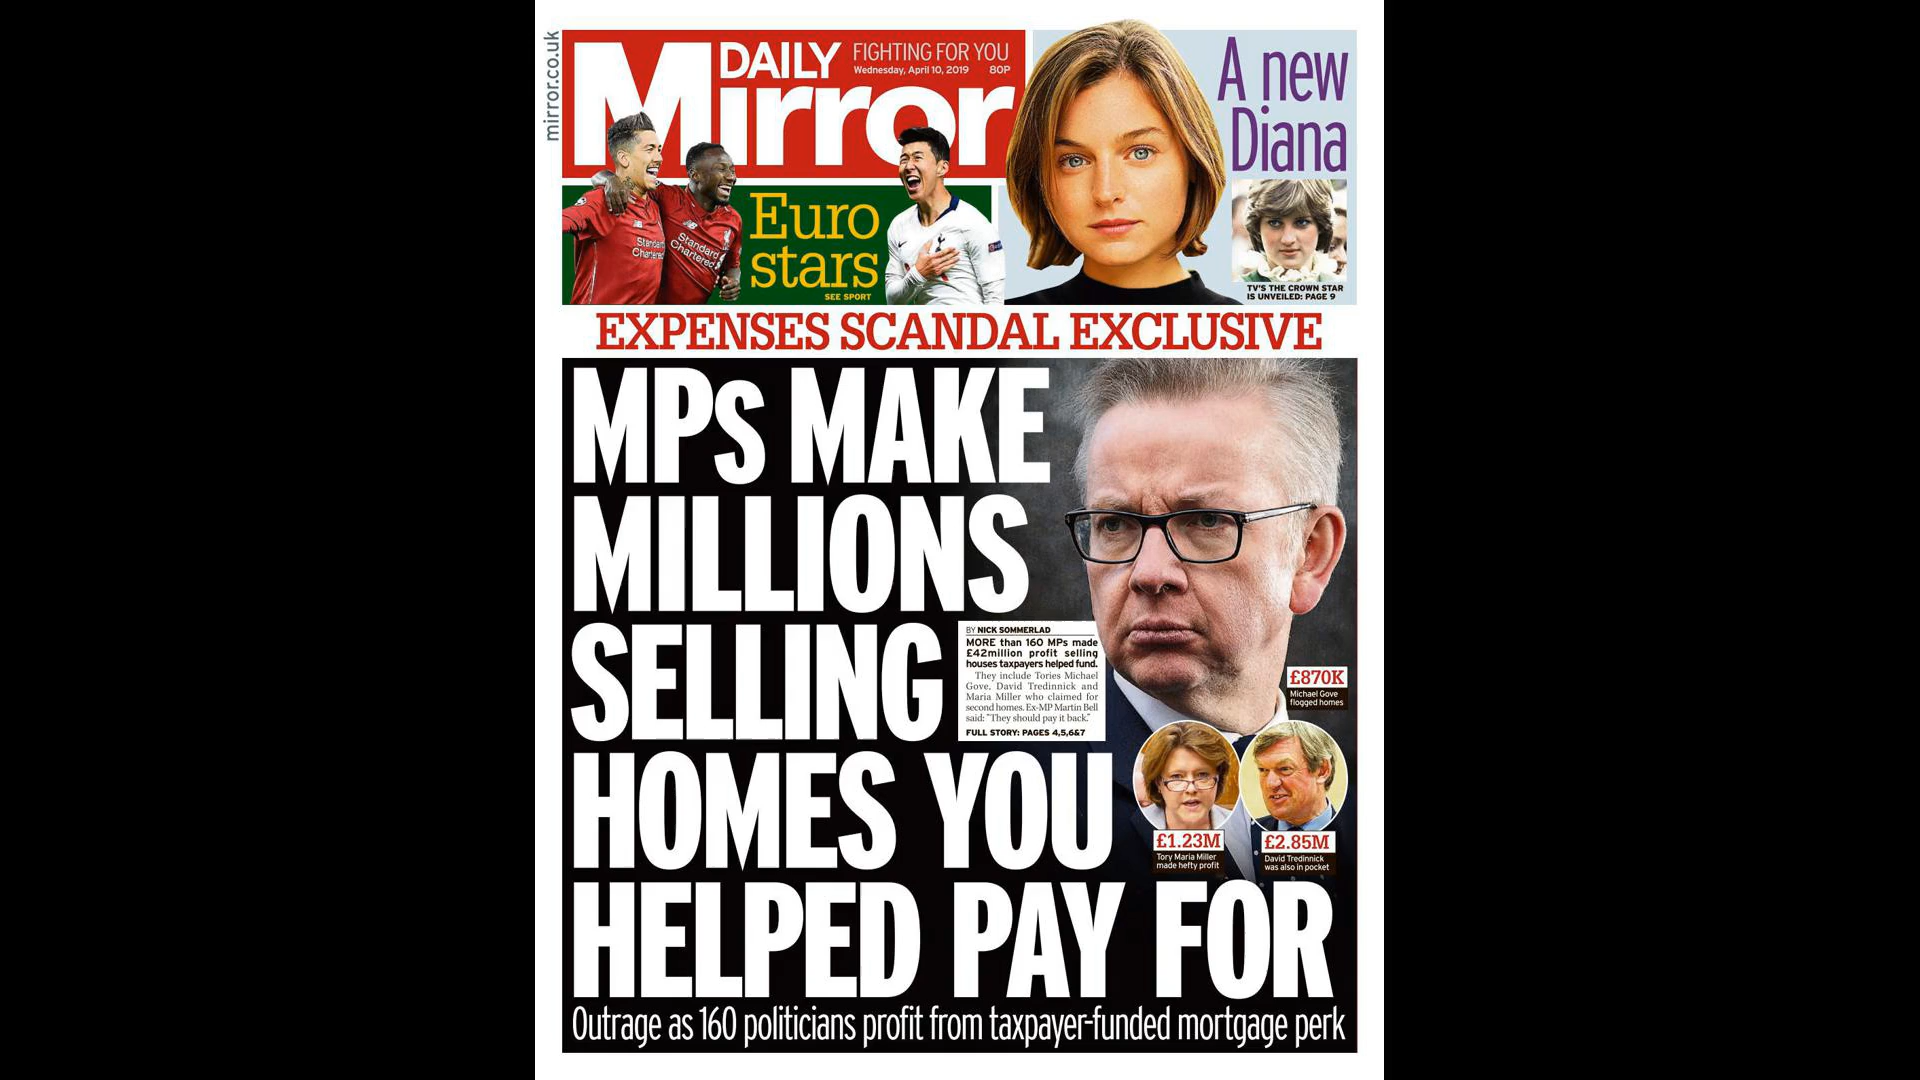 mirror.co.uk
DAILY
Mirror
FIGHTING FOR YOU
Wednesday, April 10, 2019 80P
A new
Diana
TV'S THE CROWN STAR
IS UNVEILED: PAGE 9
Euro
stars
SEE SPORT
Standard
Chartered
Standard
Chartered
EXPENSES SCANDAL EXCLUSIVE
MPs MAKE
MILLIONS
SELLING
HOMES YOU
HELPED PAY FOR
BY NICK SOMMERLAD
MORE than 160 MPs made
£42million profit selling
houses taxpayers helped fund.
They include Tories Michael
Gove, David Tredinnick and
Maria Miller who claimed for
second homes. Ex-MP Martin Bell
said: "They should pay it back."
FULL STORY: PAGES 4,5,6&7
£870K
Michael Gove
flogged homes
£1.23M
Tory Maria Miller
made hefty profit
£2.85M
David Tredinnick
was also in pocket
Outrage as 160 politicians profit from taxpayer-funded mortgage perk